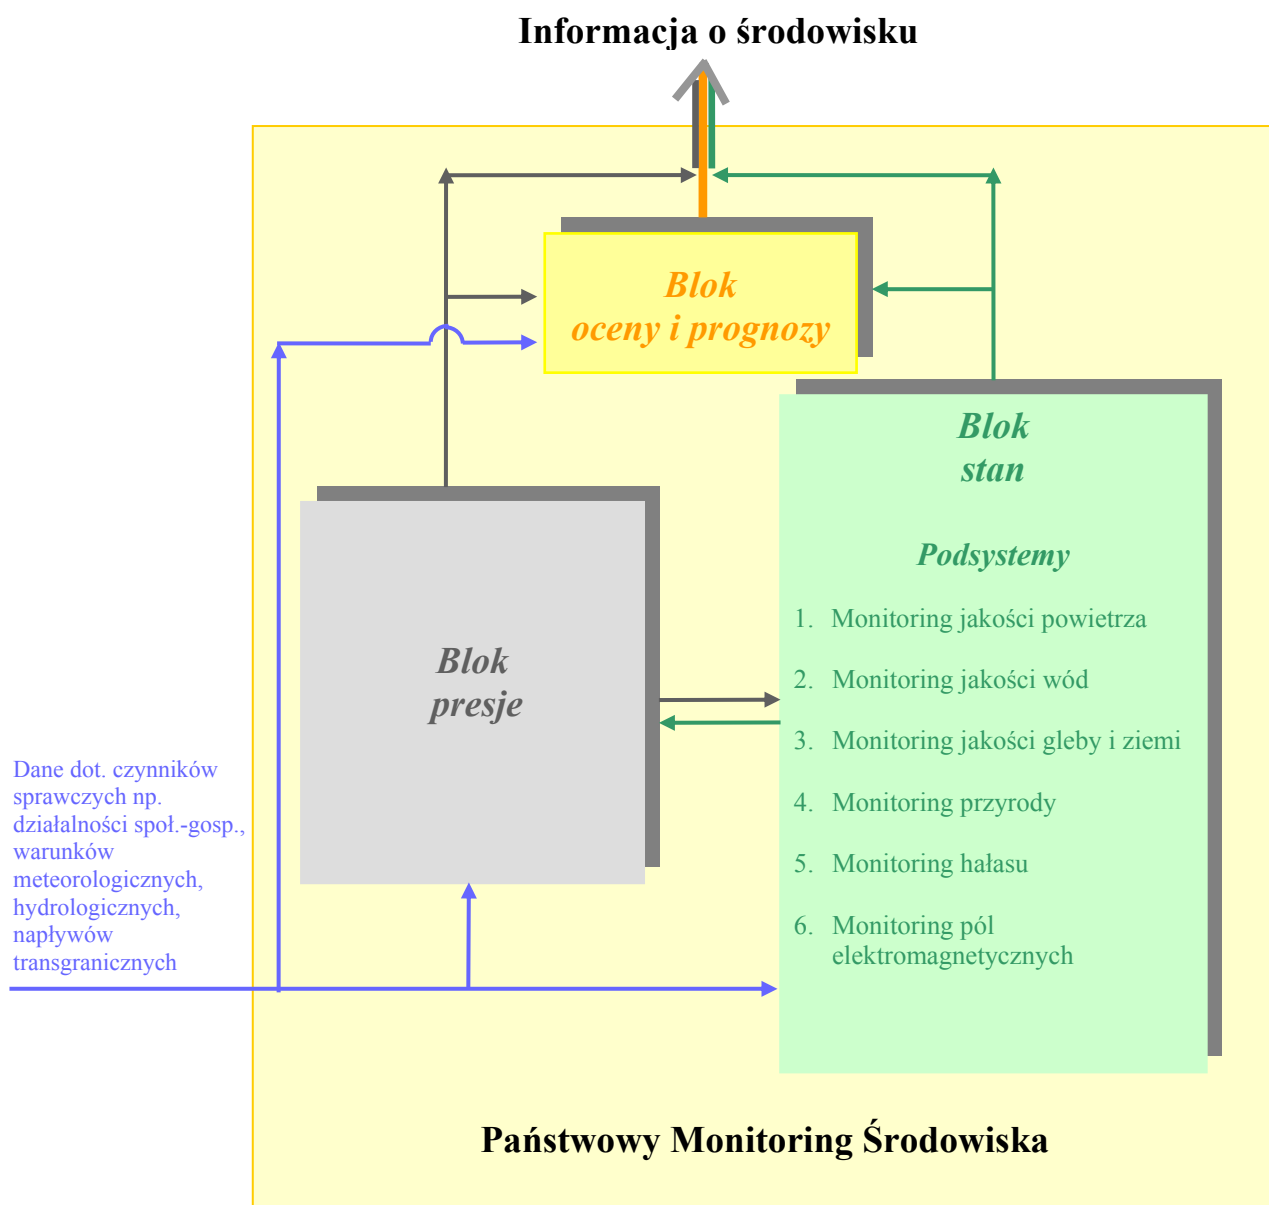 Informacja o środowisku
Blok
oceny i prognozy
Blok
stan
Podsystemy
1. Monitoring jakości powietrza
2. Monitoring jakości wód
3. Monitoring jakości gleby i ziemi
4. Monitoring przyrody
5. Monitoring hałasu
6. Monitoring pól
elektromagnetycznych
Blok
presje
Dane dot. czynników
sprawczych np.
działalności społ.-gosp.,
warunków
meteorologicznych,
hydrologicznych,
napływów
transgranicznych
Państwowy Monitoring Środowiska